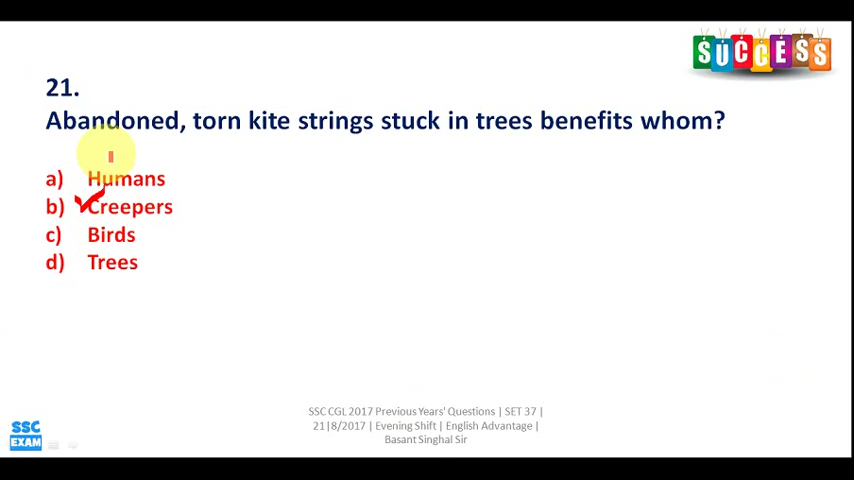 SUCCESS
21.
Abandoned, torn kite strings stuck in trees benefits whom?
a) Humans
b) Creepers
c) Birds
d) Trees
SSC CGL 2017 Previous Years' Questions | SET 37 |
21|8/2017 | Evening Shift | English Advantage |
Basant Singhal Sir
SSC
EXAM